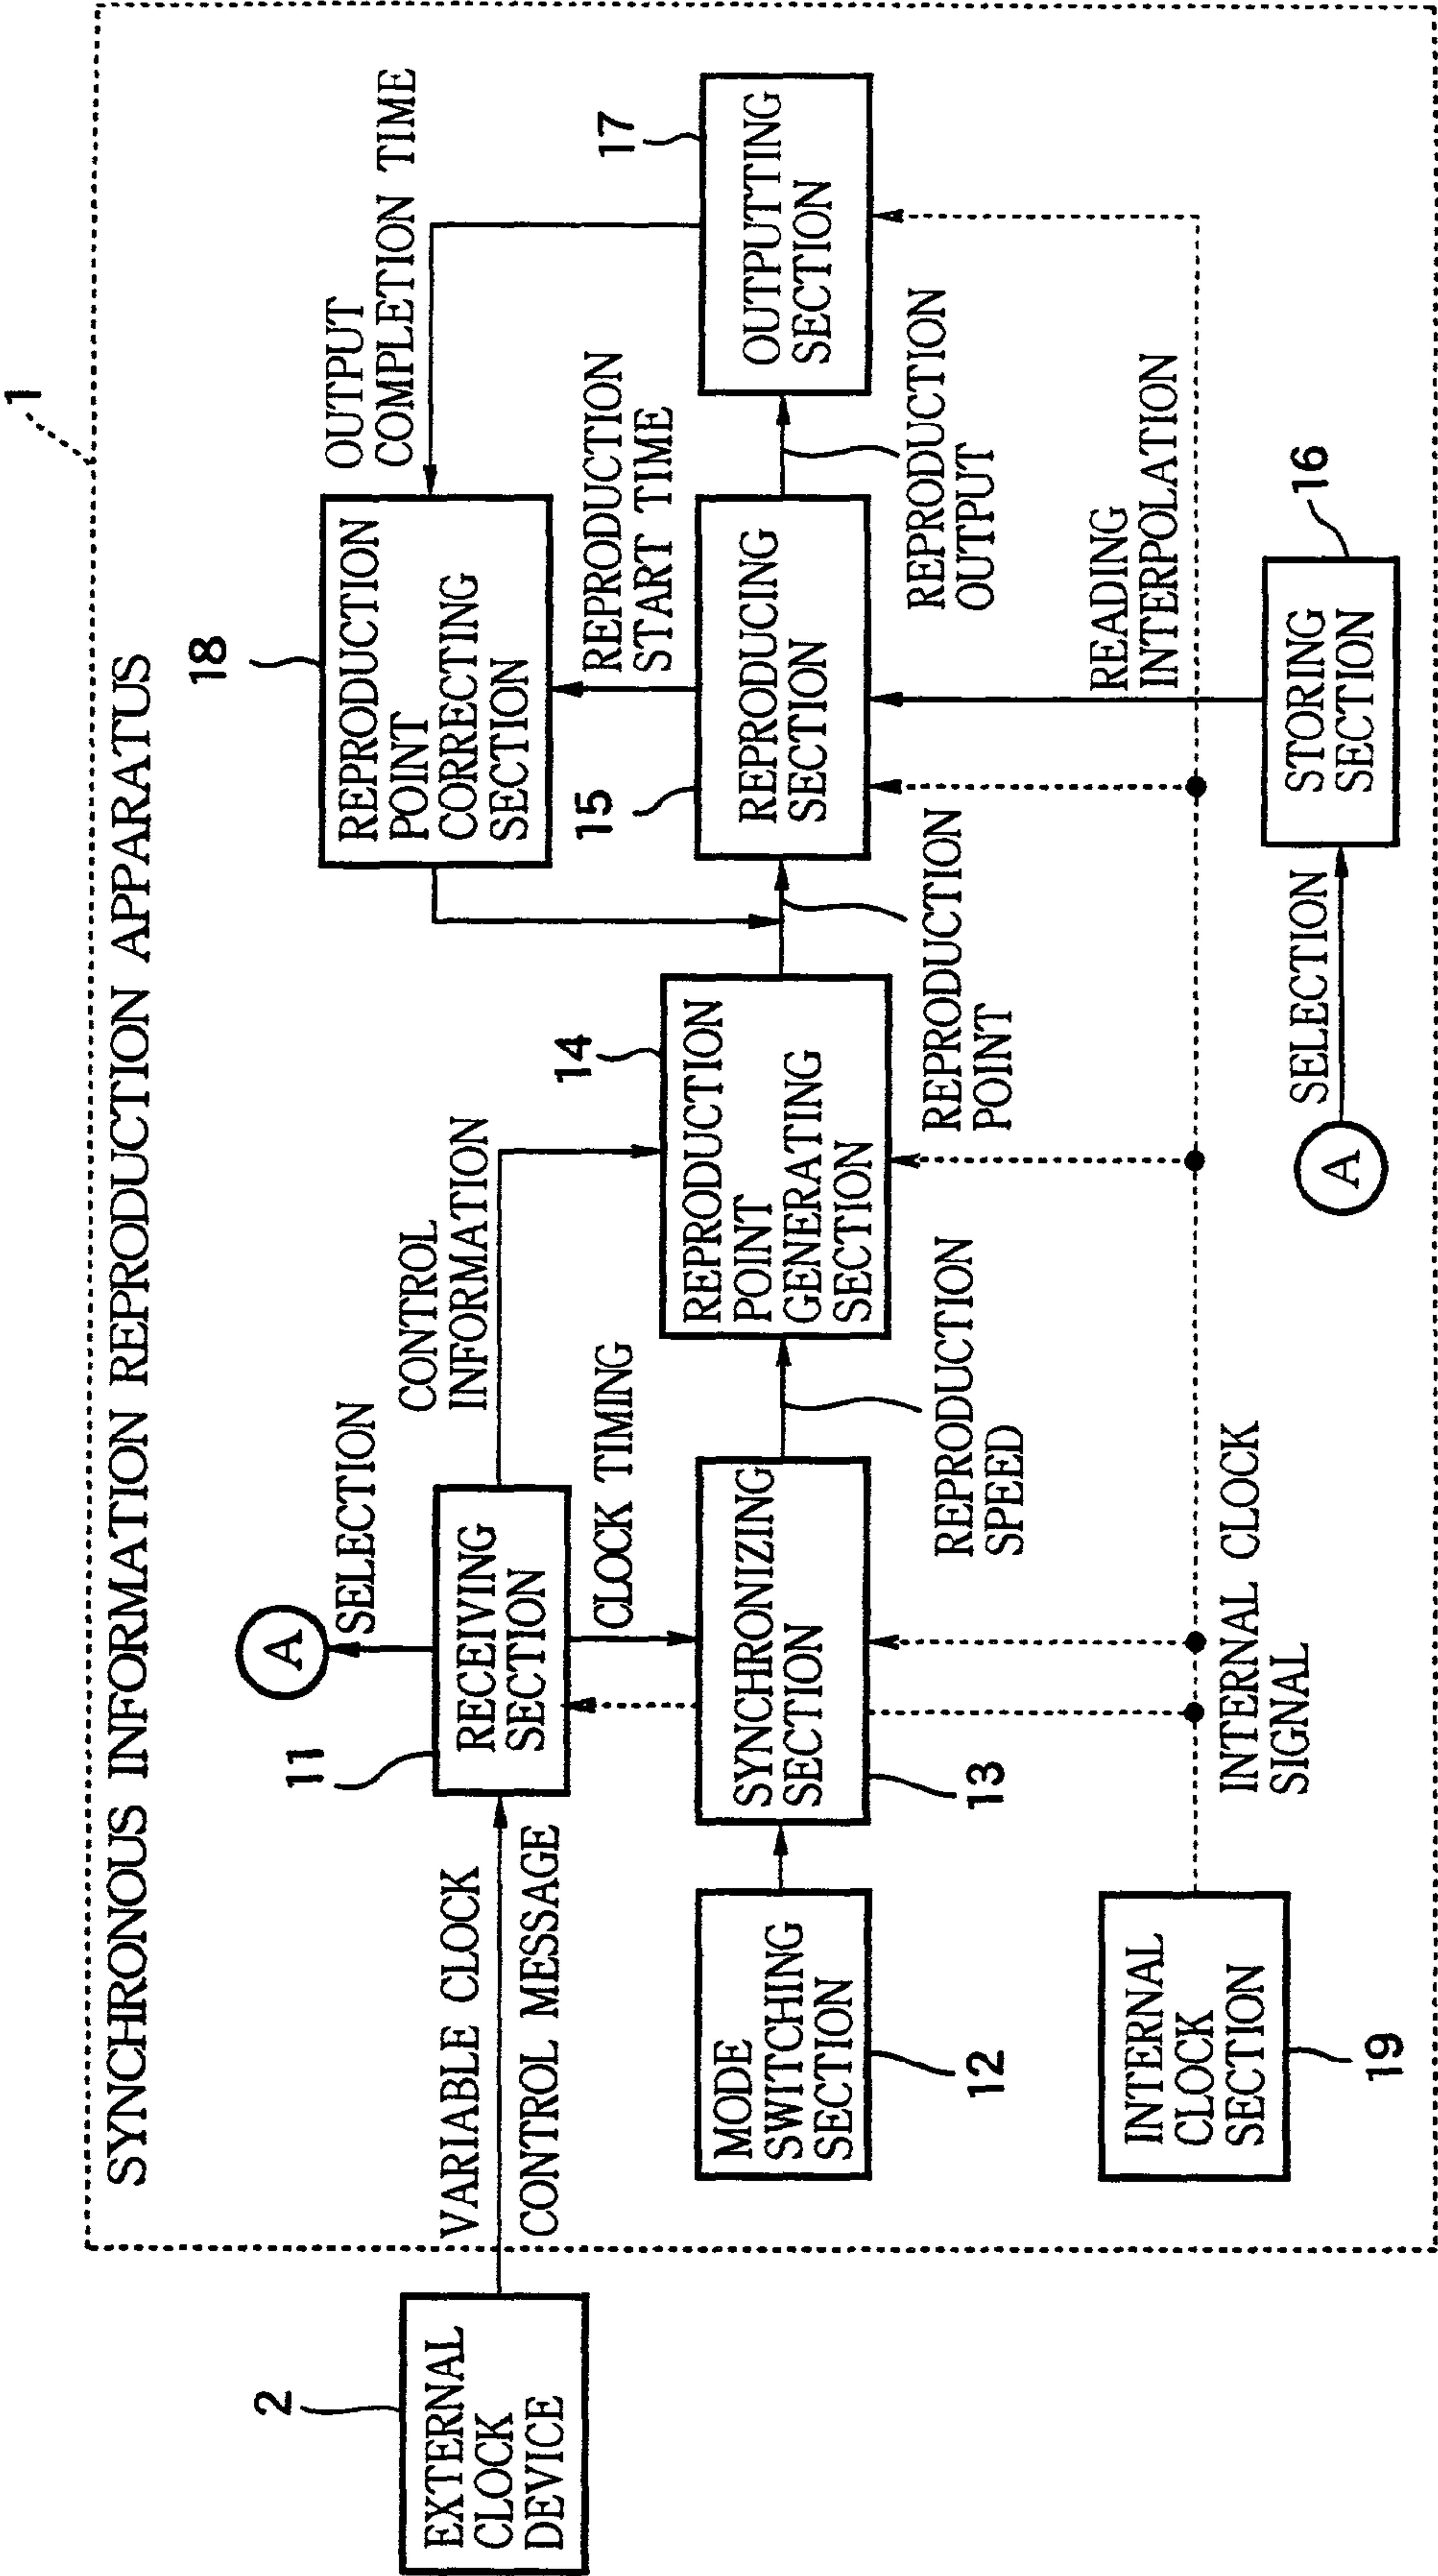 1
SYNCHRONOUS INFORMATION REPRODUCTION APPARATUS
2
EXTERNAL
CLOCK
DEVICE
VARIABLE CLOCK
CONTROL MESSAGE
11
RECEIVING
SECTION
A
SELECTION
CONTROL
INFORMATION
CLOCK TIMING
12
MODE
SWITCHING
SECTION
13
SYNCHRONIZING
SECTION
REPRODUCTION
SPEED
14
REPRODUCTION
POINT
GENERATING
SECTION
REPRODUCTION
POINT
18
REPRODUCTION
POINT
CORRECTING
SECTION
OUTPUT
COMPLETION TIME
REPRODUCTION
START TIME
15
REPRODUCING
SECTION
REPRODUCTION
OUTPUT
17
OUTPUTTING
SECTION
READING
INTERPOLATION
16
STORING
SECTION
SELECTION
A
INTERNAL CLOCK
SIGNAL
19
INTERNAL
CLOCK
SECTION